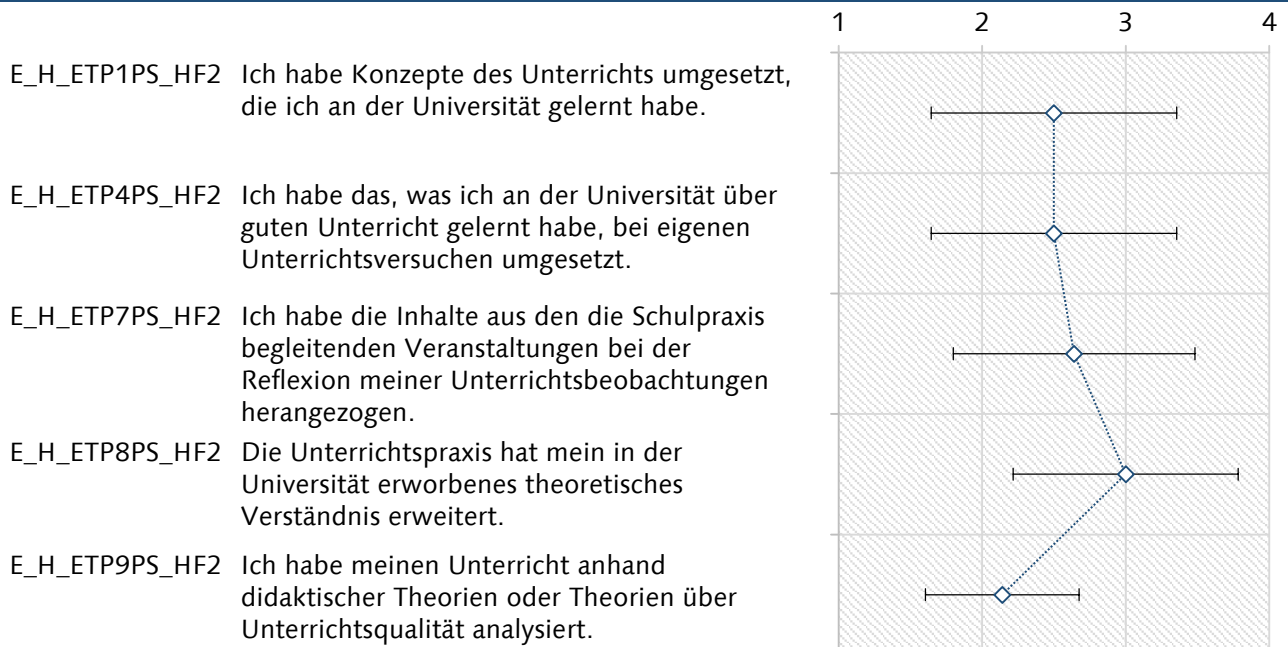 1 2 3 4
E_H_ETP1PS_HF2 Ich habe Konzepte des Unterrichts umgesetzt,
die ich an der Universität gelernt habe.
E_H_ETP4PS_HF2 Ich habe das, was ich an der Universität über
guten Unterricht gelernt habe, bei eigenen
Unterrichtsversuchen umgesetzt.
E_H_ETP7PS_HF2 Ich habe die Inhalte aus den die Schulpraxis
begleitenden Veranstaltungen bei der
Reflexion meiner Unterrichtsbeobachtungen
herangezogen.
E_H_ETP8PS_HF2 Die Unterrichtspraxis hat mein in der
Universität erworbenes theoretisches
Verständnis erweitert.
E_H_ETP9PS_HF2 Ich habe meinen Unterricht anhand
didaktischer Theorien oder Theorien über
Unterrichtsqualität analysiert.